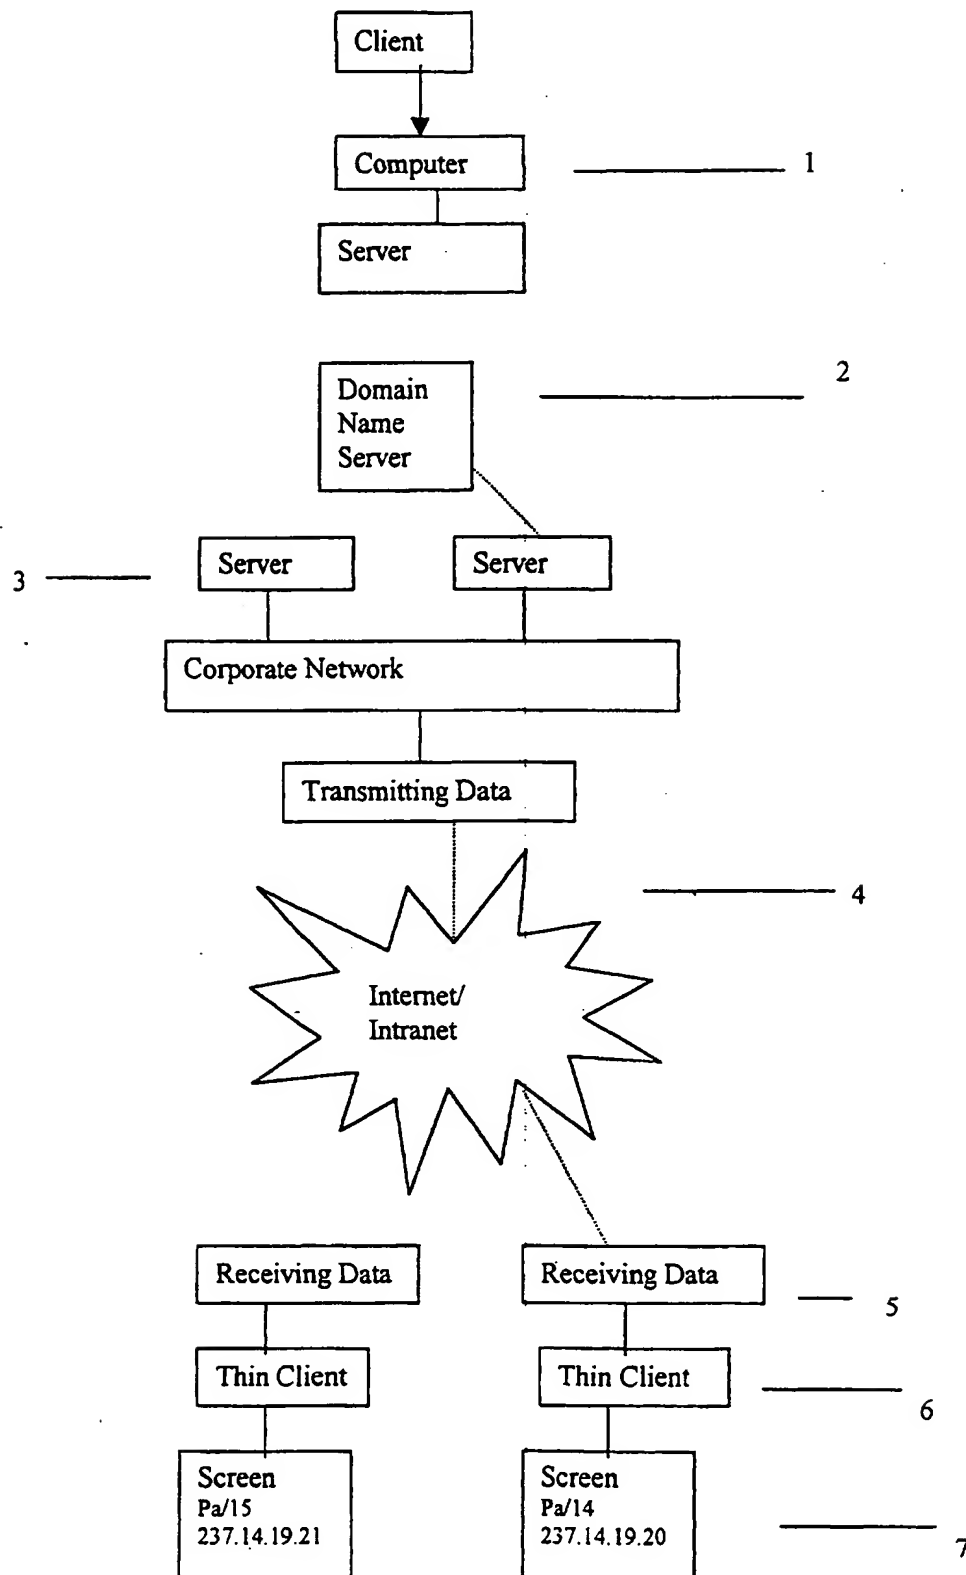 Client
Computer
1
Server
2
Domain
Name
Server
3
Server
Server
Corporate Network
Transmitting Data
4
Internet/
Intranet
Receiving Data
Receiving Data
5
Thin Client
Thin Client
6
Screen
Pa/15
237.14.19.21
Screen
Pa/14
237.14.19.20
7